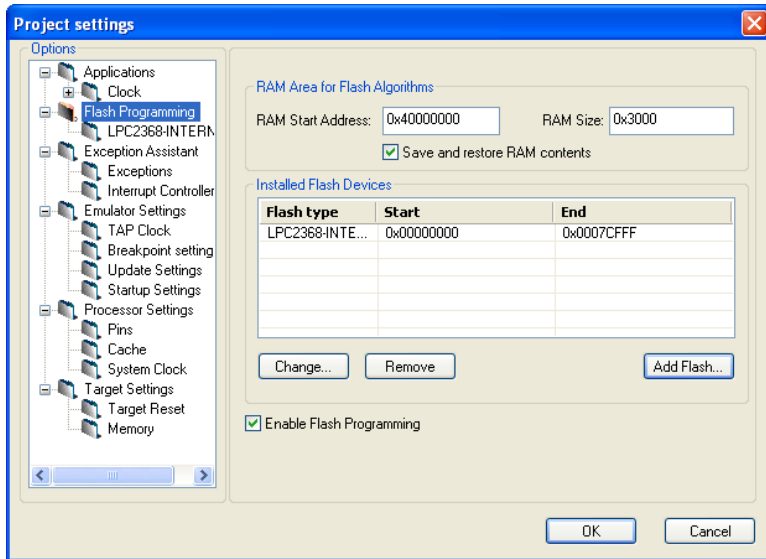 Project settings
Options
Applications
Clock
Flash Programming
LPC2368-INTERN
Exception Assistant
Exceptions
Interrupt Controller
Emulator Settings
TAP Clock
Breakpoint setting
Update Settings
Startup Settings
Processor Settings
Pins
Cache
System Clock
Target Settings
Target Reset
Memory
RAM Area for Flash Algorithms
RAM Start Address: 0x40000000 RAM Size: 0x3000
Save and restore RAM contents
Installed Flash Devices
Flash type Start End
LPC2368-INTE... 0x00000000 0x0007CFFF
Change... Remove Add Flash...
Enable Flash Programming
OK Cancel